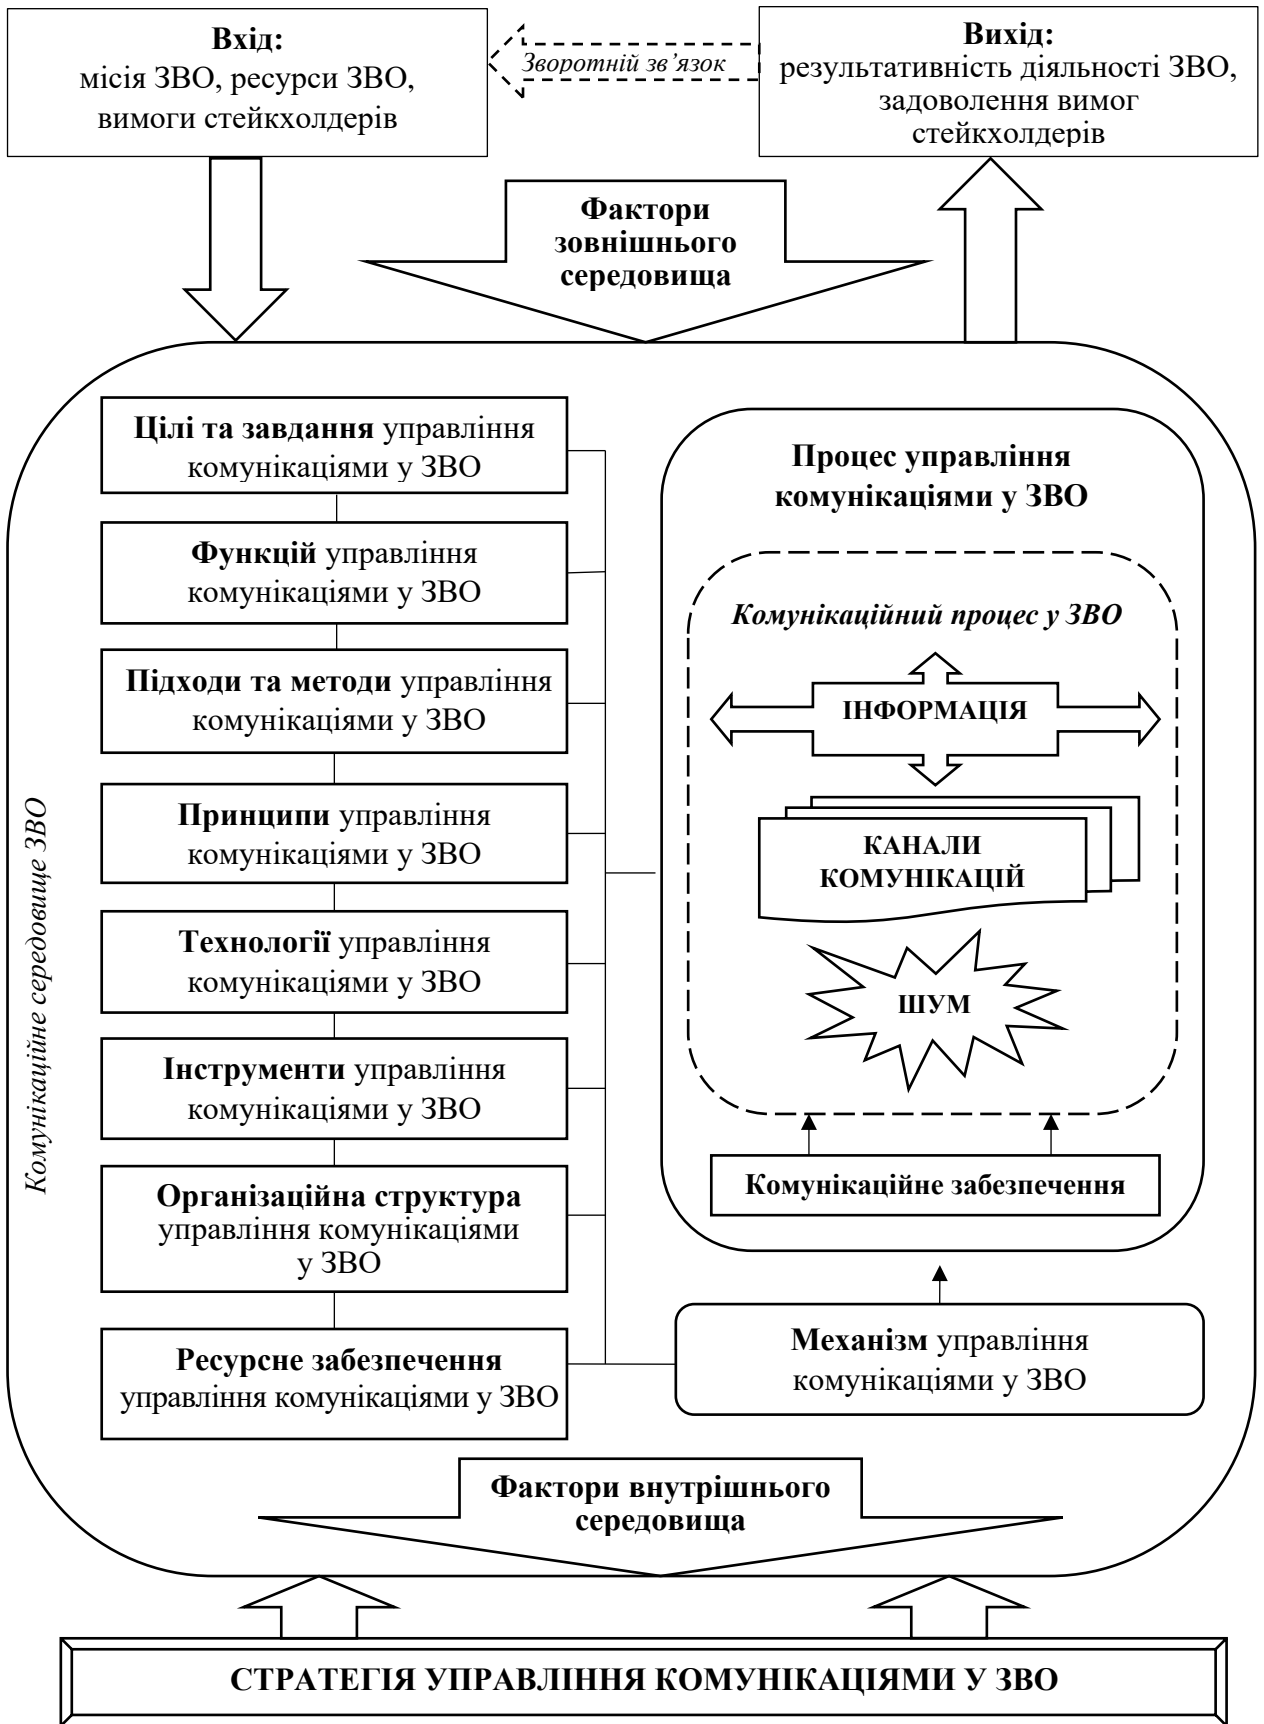 Вхід:
місія ЗВО, ресурси ЗВО,
вимоги стейкхолдерів
Зворотній зв’язок
Вихід:
результативність діяльності ЗВО,
задоволення вимог
стейкхолдерів
Фактори
зовнішнього
середовища
Комунікаційне середовище ЗВО
Цілі та завдання управління
комунікаціями у ЗВО
Функцій управління
комунікаціями у ЗВО
Підходи та методи управління
комунікаціями у ЗВО
Принципи управління
комунікаціями у ЗВО
Технології управління
комунікаціями у ЗВО
Інструменти управління
комунікаціями у ЗВО
Організаційна структура
управління комунікаціями
у ЗВО
Ресурсне забезпечення
управління комунікаціями у ЗВО
Процес управління
комунікаціями у ЗВО
Комунікаційний процес у ЗВО
ІНФОРМАЦІЯ
КАНАЛИ
КОМУНІКАЦІЙ
ШУМ
Комунікаційне забезпечення
Механізм управління
комунікаціями у ЗВО
Фактори внутрішнього
середовища
СТРАТЕГІЯ УПРАВЛІННЯ КОМУНІКАЦІЯМИ У ЗВО